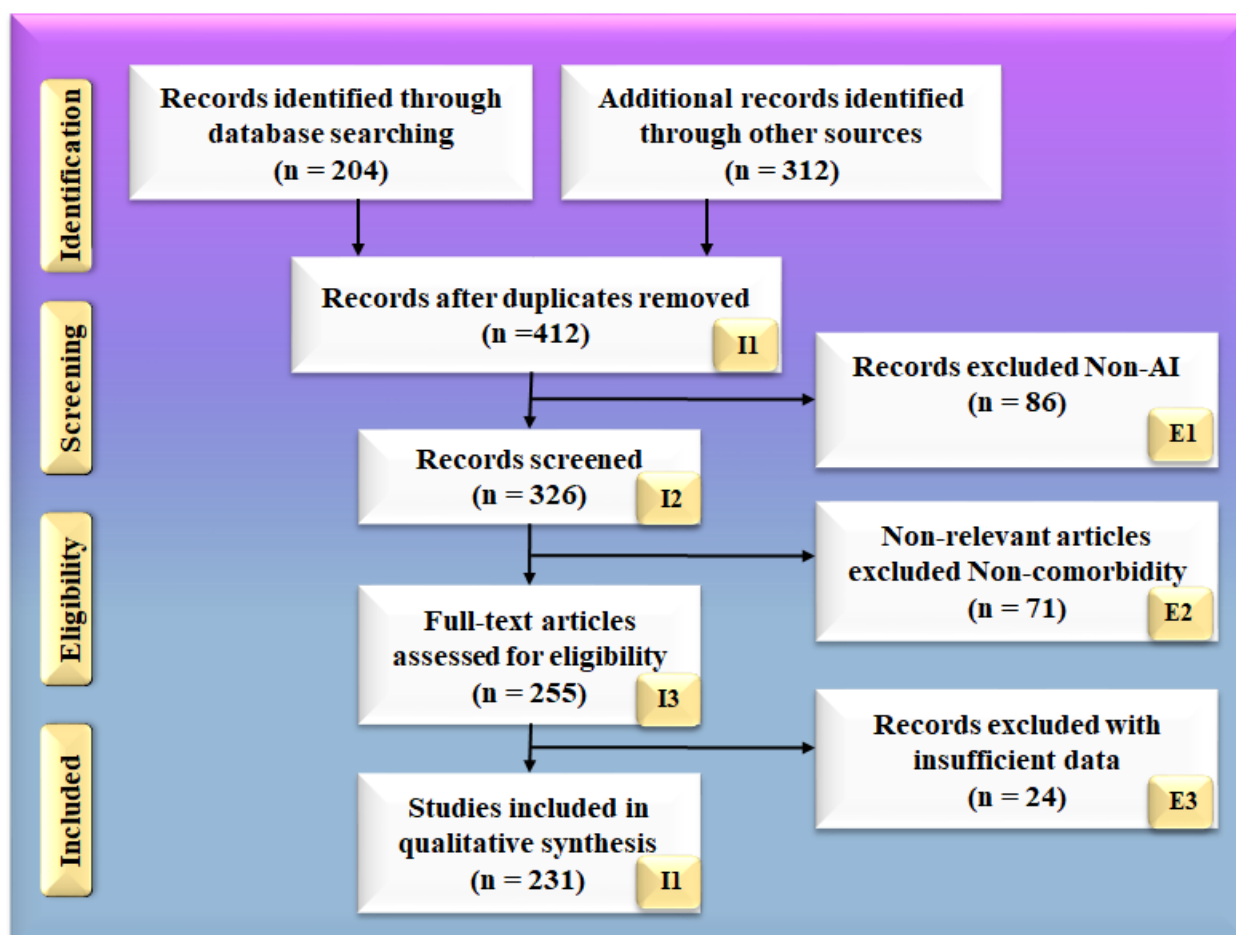 Identification
Records identified through
database searching
(n = 204)
Additional records identified
through other sources
(n = 312)
Records after duplicates removed
(n =412)
I1
Screening
Records excluded Non-AI
(n = 86)
E1
Records screened
(n = 326)
I2
Eligibility
Non-relevant articles
excluded Non-comorbidity
(n = 71)
E2
Full-text articles
assessed for eligibility
(n = 255)
I3
Included
Records excluded with
insufficient data
(n = 24)
E3
Studies included in
qualitative synthesis
(n = 231)
I1